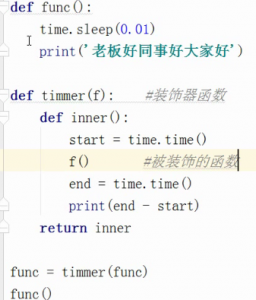 def func():
    time.sleep(0.01)
    print('老板好同事好大家好')
def timmer(f):    #装饰器函数
    def inner():
        start = time.time()
        f()    #被装饰的函数
        end = time.time()
        print(end - start)
    return inner
func = timmer(func)
func()